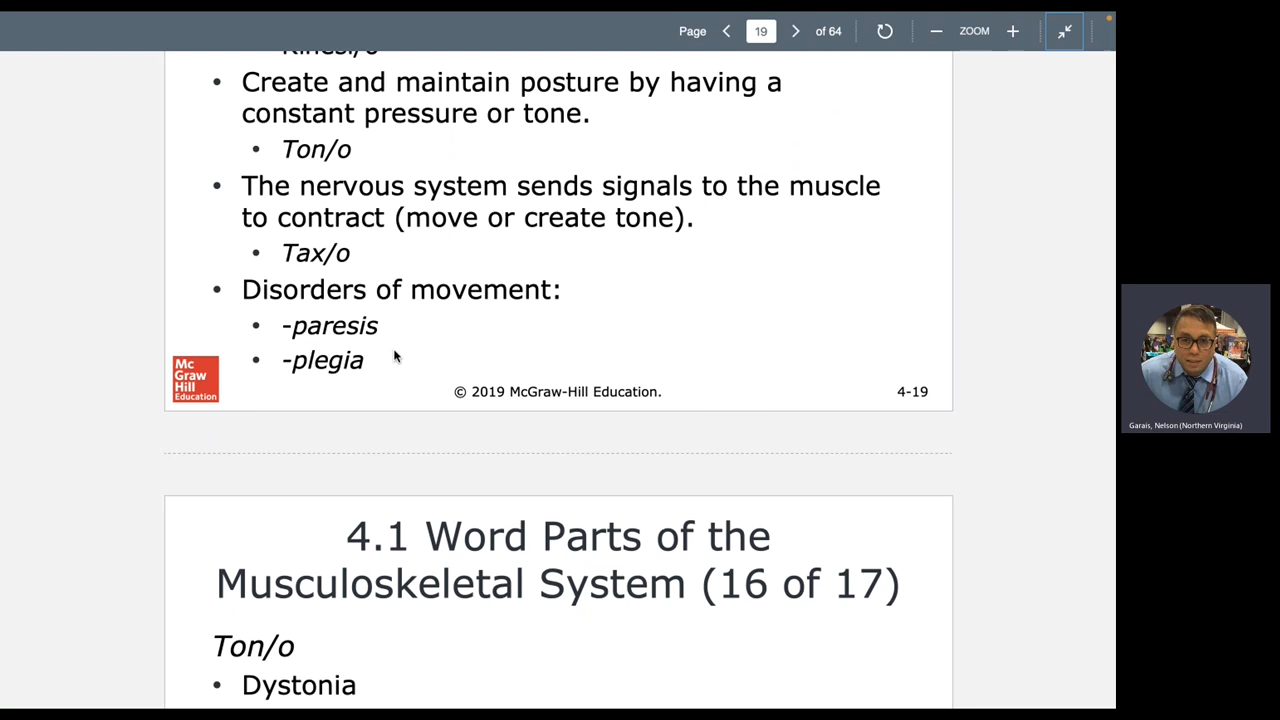 Page 19 of 64 ZOOM
Kinesi/o
• Create and maintain posture by having a
constant pressure or tone.
• Ton/o
• The nervous system sends signals to the muscle
to contract (move or create tone).
• Tax/o
• Disorders of movement:
• -paresis
• -plegia
Mc
Graw
Hill
Education
© 2019 McGraw-Hill Education.
4-19
Garais, Nelson (Northern Virginia)
4.1 Word Parts of the
Musculoskeletal System (16 of 17)
Ton/o
• Dystonia